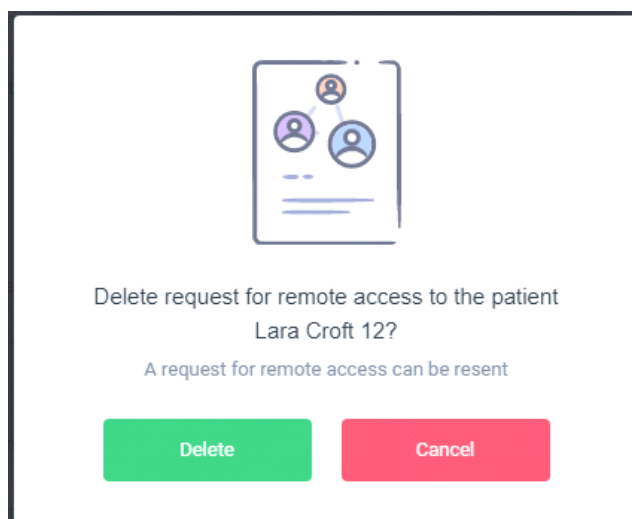 Delete request for remote access to the patient
Lara Croft 12?
A request for remote access can be resent
Delete
Cancel